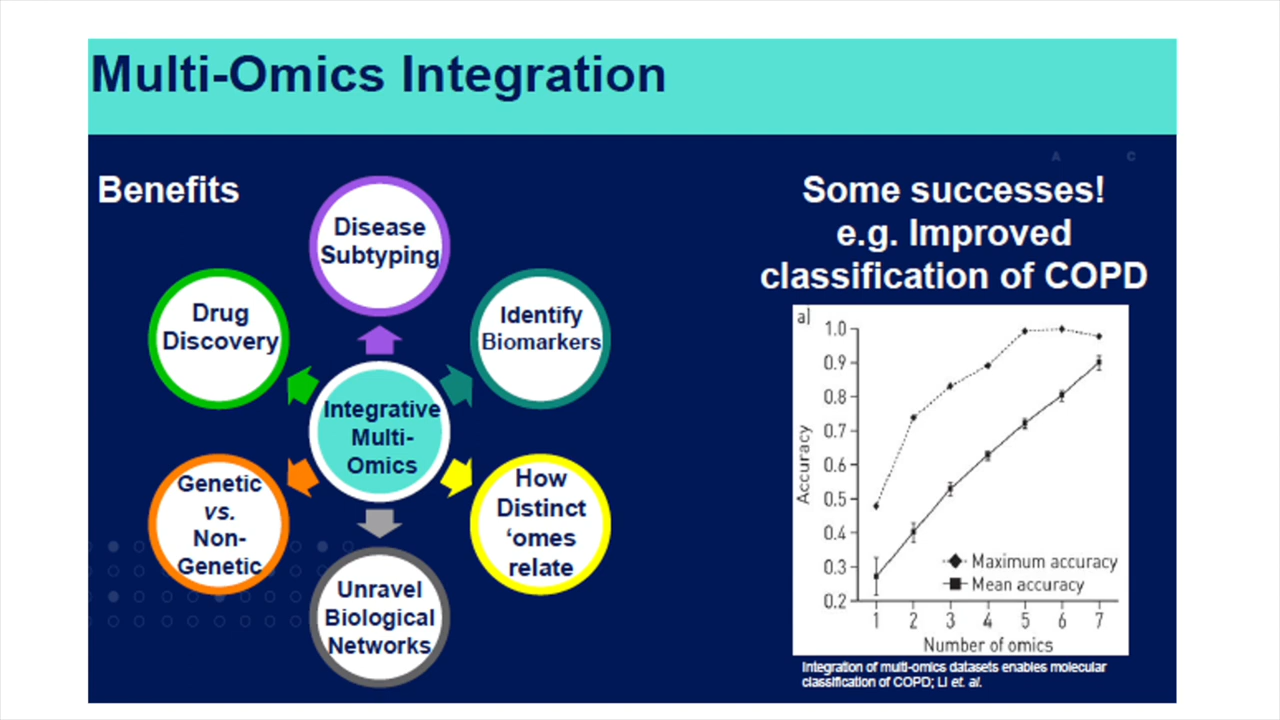 Multi-Omics Integration
A C
Benefits
Some successes!
e.g. Improved
classification of COPD
Disease
Subtyping
Drug
Discovery
Identify
Biomarkers
Integrative
Multi-
Omics
Genetic
vs.
Non-
Genetic
How
Distinct
‘omes
relate
Unravel
Biological
Networks
a)
1.0
0.9
0.8
0.7
0.6
0.5
0.4
0.3
0.2
Accuracy
Maximum accuracy
Mean accuracy
1 2 3 4 5 6 7
Number of omics
Integration of multi-omics datasets enables molecular
classification of COPD; Li et. al.